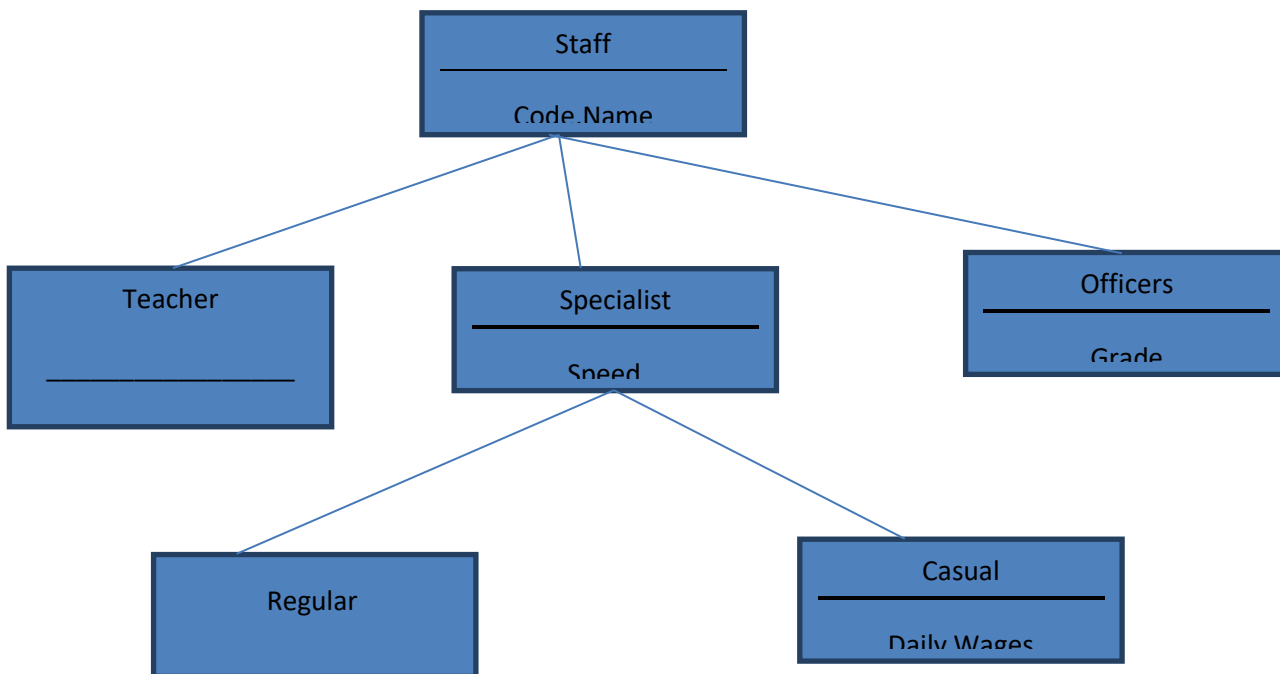 Staff
Code,Name
Teacher
Specialist
Speed
Officers
Grade
Regular
Casual
Daily Wages